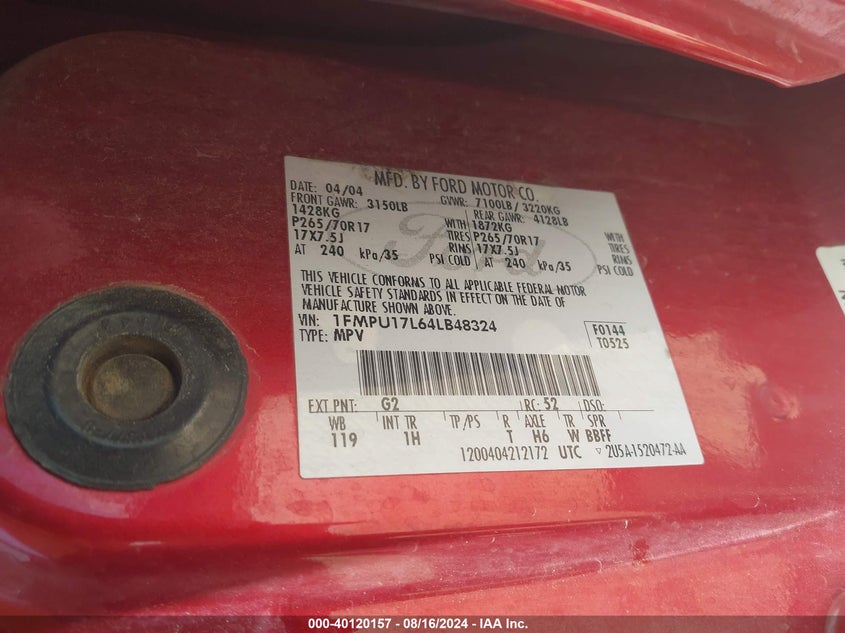 MFD. BY FORD MOTOR CO.
DATE: 04/04 GVWR: 7100LB / 3220KG
FRONT GAWR: 3150LB REAR GAWR: 4128LB
1428KG WITH 1872KG WITH
P265/70R17 TIRES P265/70R17 TIRES
17X7.5J RIMS 17X7.5J RIMS
AT 240 kPa/35 PSI COLD AT 240 kPa/35 PSI COLD
Ford
THIS VEHICLE CONFORMS TO ALL APPLICABLE FEDERAL MOTOR
VEHICLE SAFETY STANDARDS IN EFFECT ON THE DATE OF
MANUFACTURE SHOWN ABOVE.
VIN: 1FMPU17L64LB48324 F0144
TYPE: MPV T0525
EXT PNT: G2 RC: 52 DSO:
WB INT TR TP/PS R AXLE TR SPR
119 1H T H6 W BBFF
1200404212172 UTC ▽ 2U5A-1520472-AA
000-40120157 - 08/16/2024 - IAA Inc.